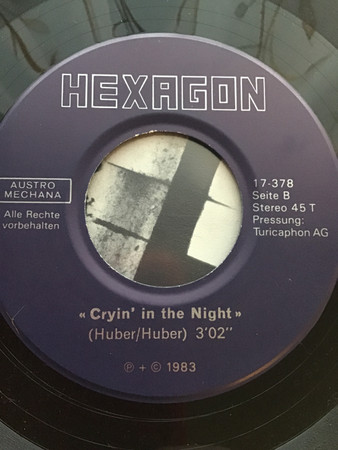 HEXAGON
AUSTRO
MECHANA
Alle Rechte
vorbehalten
17-378
Seite B
Stereo 45 T
Pressung:
Turicaphon AG
« Cryin' in the Night »
(Huber/Huber) 3'02''
℗ + © 1983